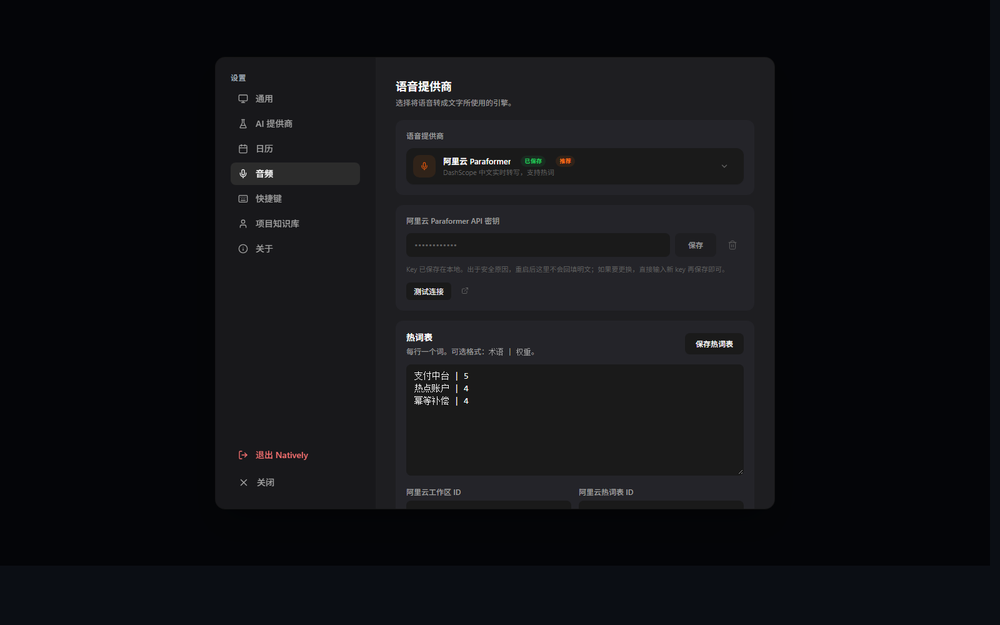 设置
通用
AI 提供商
日历
音频
快捷键
项目知识库
关于
退出 Natively
关闭
语音提供商
选择将语音转成文字所使用的引擎。
语音提供商
阿里云 Paraformer 已保存 推荐
DashScope 中文实时转写，支持热词
阿里云 Paraformer API 密钥
••••••••••••
保存
Key 已保存在本地。出于安全原因，重启后这里不会回填明文；如果要更换，直接输入新 key 再保存即可。
测试连接
热词表
每行一个词。可选格式：术语 | 权重。
保存热词表
支付中台 | 5
热点账户 | 4
幂等补偿 | 4
阿里云工作区 ID
阿里云热词表 ID